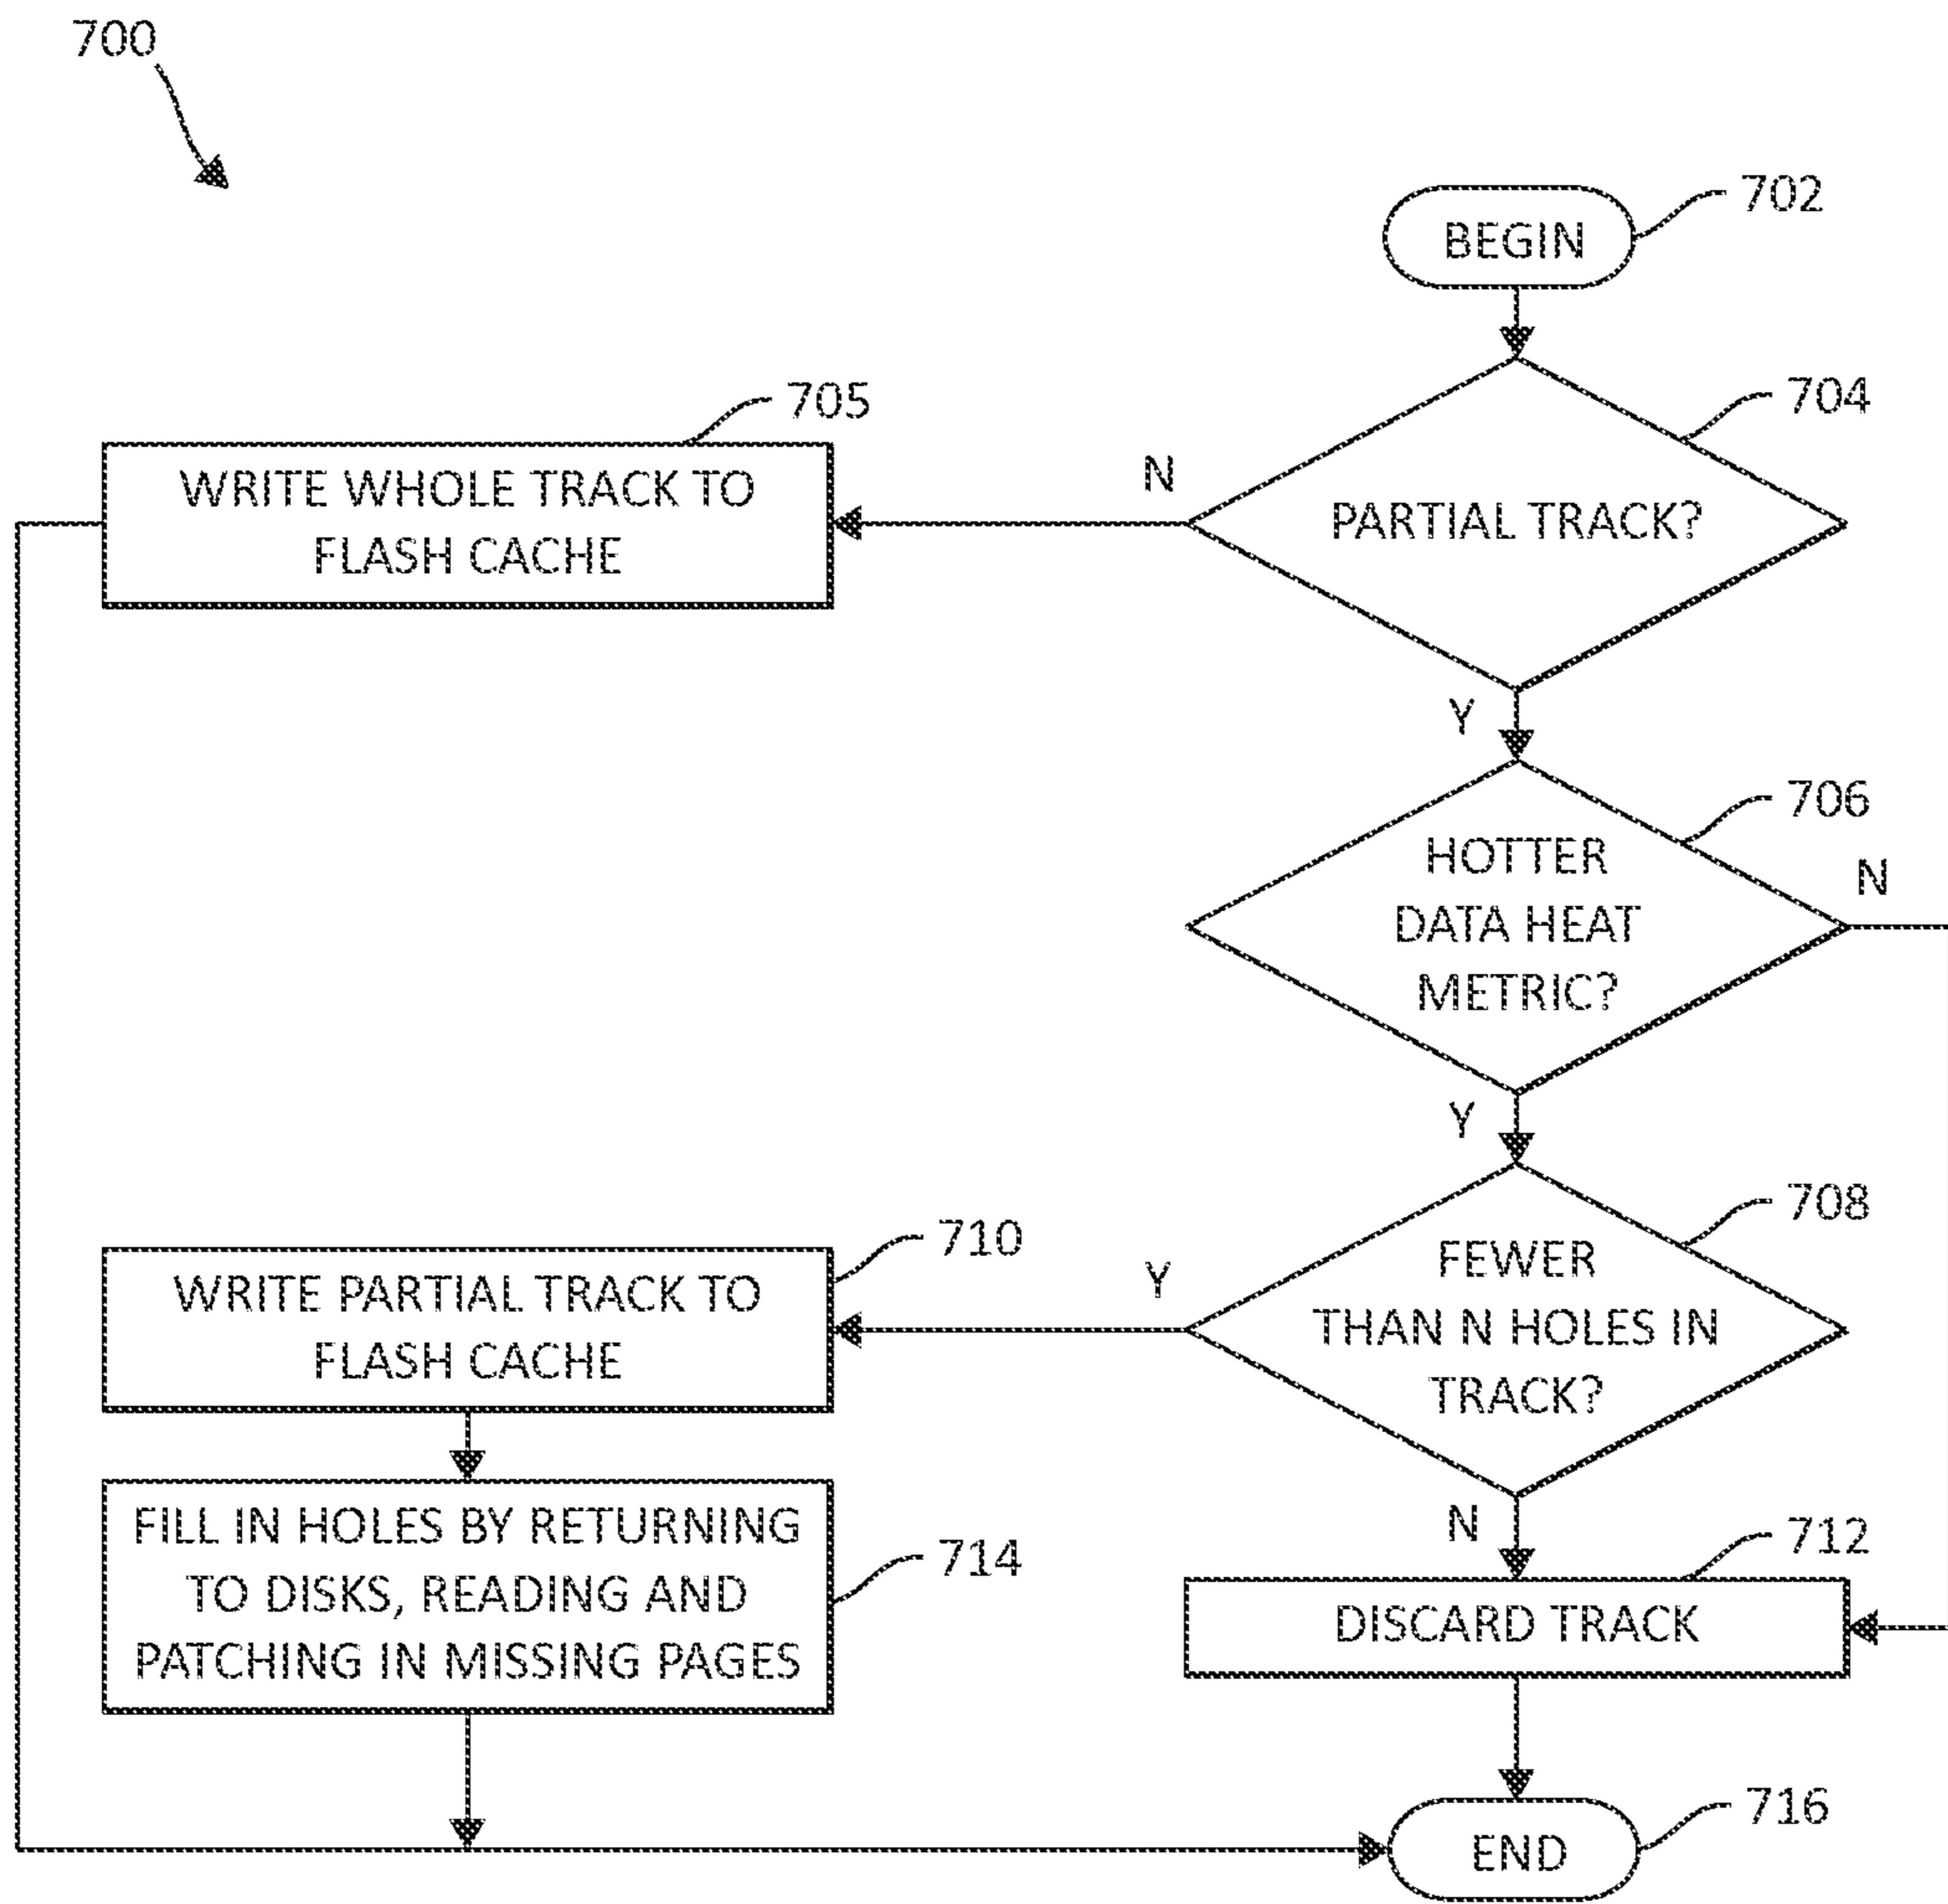 700
BEGIN
702
704
PARTIAL TRACK?
N
705
WRITE WHOLE TRACK TO
FLASH CACHE
Y
706
HOTTER
DATA HEAT
METRIC?
N
Y
708
FEWER
THAN N HOLES IN
TRACK?
Y
710
WRITE PARTIAL TRACK TO
FLASH CACHE
714
FILL IN HOLES BY RETURNING
TO DISKS, READING AND
PATCHING IN MISSING PAGES
N
712
DISCARD TRACK
716
END